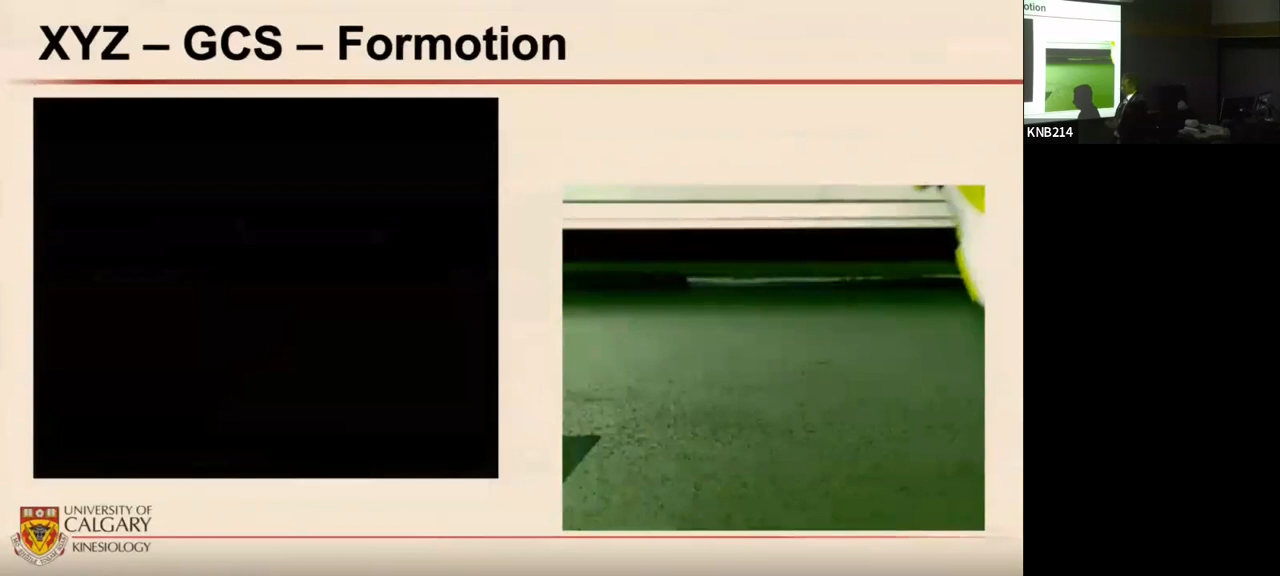 XYZ – GCS – Formotion
otion
KNB214
UNIVERSITY OF
CALGARY
KINESIOLOGY